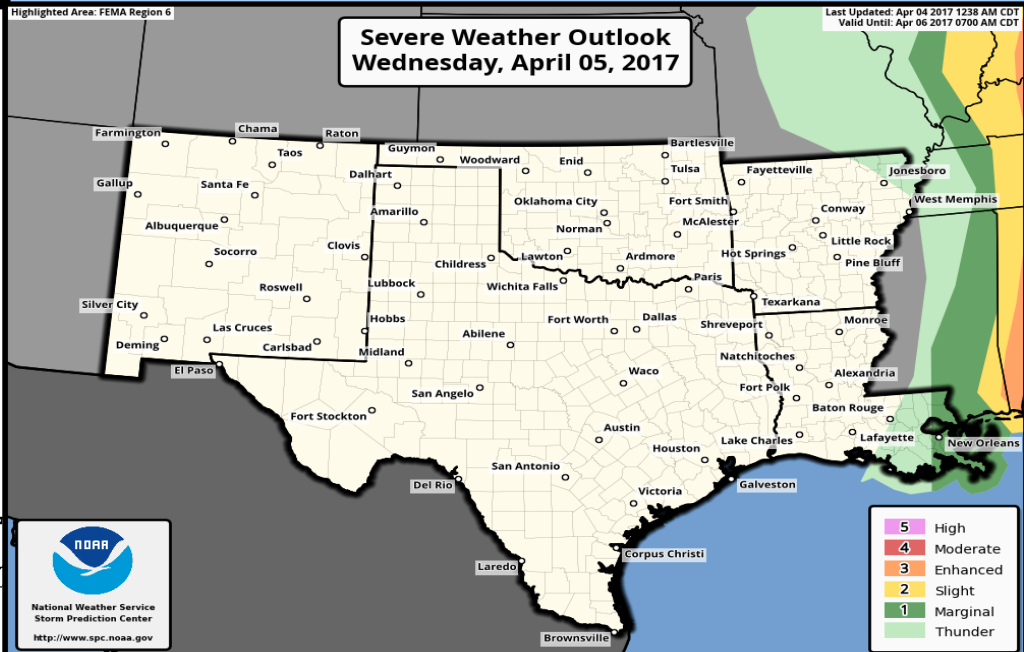 Highlighted Area: FEMA Region 6
Last Updated: Apr 04 2017 1238 AM CDT
Valid Until: Apr 06 2017 0700 AM CDT
Severe Weather Outlook
Wednesday, April 05, 2017
Farmington
Chama
Raton
Taos
Guymon
Woodward
Enid
Bartlesville
Tulsa
Fayetteville
Jonesboro
Gallup
Santa Fe
Dalhart
Oklahoma City
Fort Smith
West Memphis
Albuquerque
Amarillo
Norman
McAlester
Conway
Socorro
Clovis
Childress
Lawton
Ardmore
Hot Springs
Little Rock
Pine Bluff
Roswell
Lubbock
Wichita Falls
Paris
Texarkana
Silver City
Las Cruces
Hobbs
Abilene
Fort Worth
Dallas
Shreveport
Monroe
Deming
Carlsbad
Midland
Natchitoches
El Paso
San Angelo
Waco
Fort Polk
Alexandria
Fort Stockton
Austin
Baton Rouge
Houston
Lake Charles
Lafayette
New Orleans
Del Rio
San Antonio
Victoria
Galveston
Laredo
Corpus Christi
Brownsville
NOAA
National Weather Service
Storm Prediction Center
http://www.spc.noaa.gov
5 High
4 Moderate
3 Enhanced
2 Slight
1 Marginal
Thunder